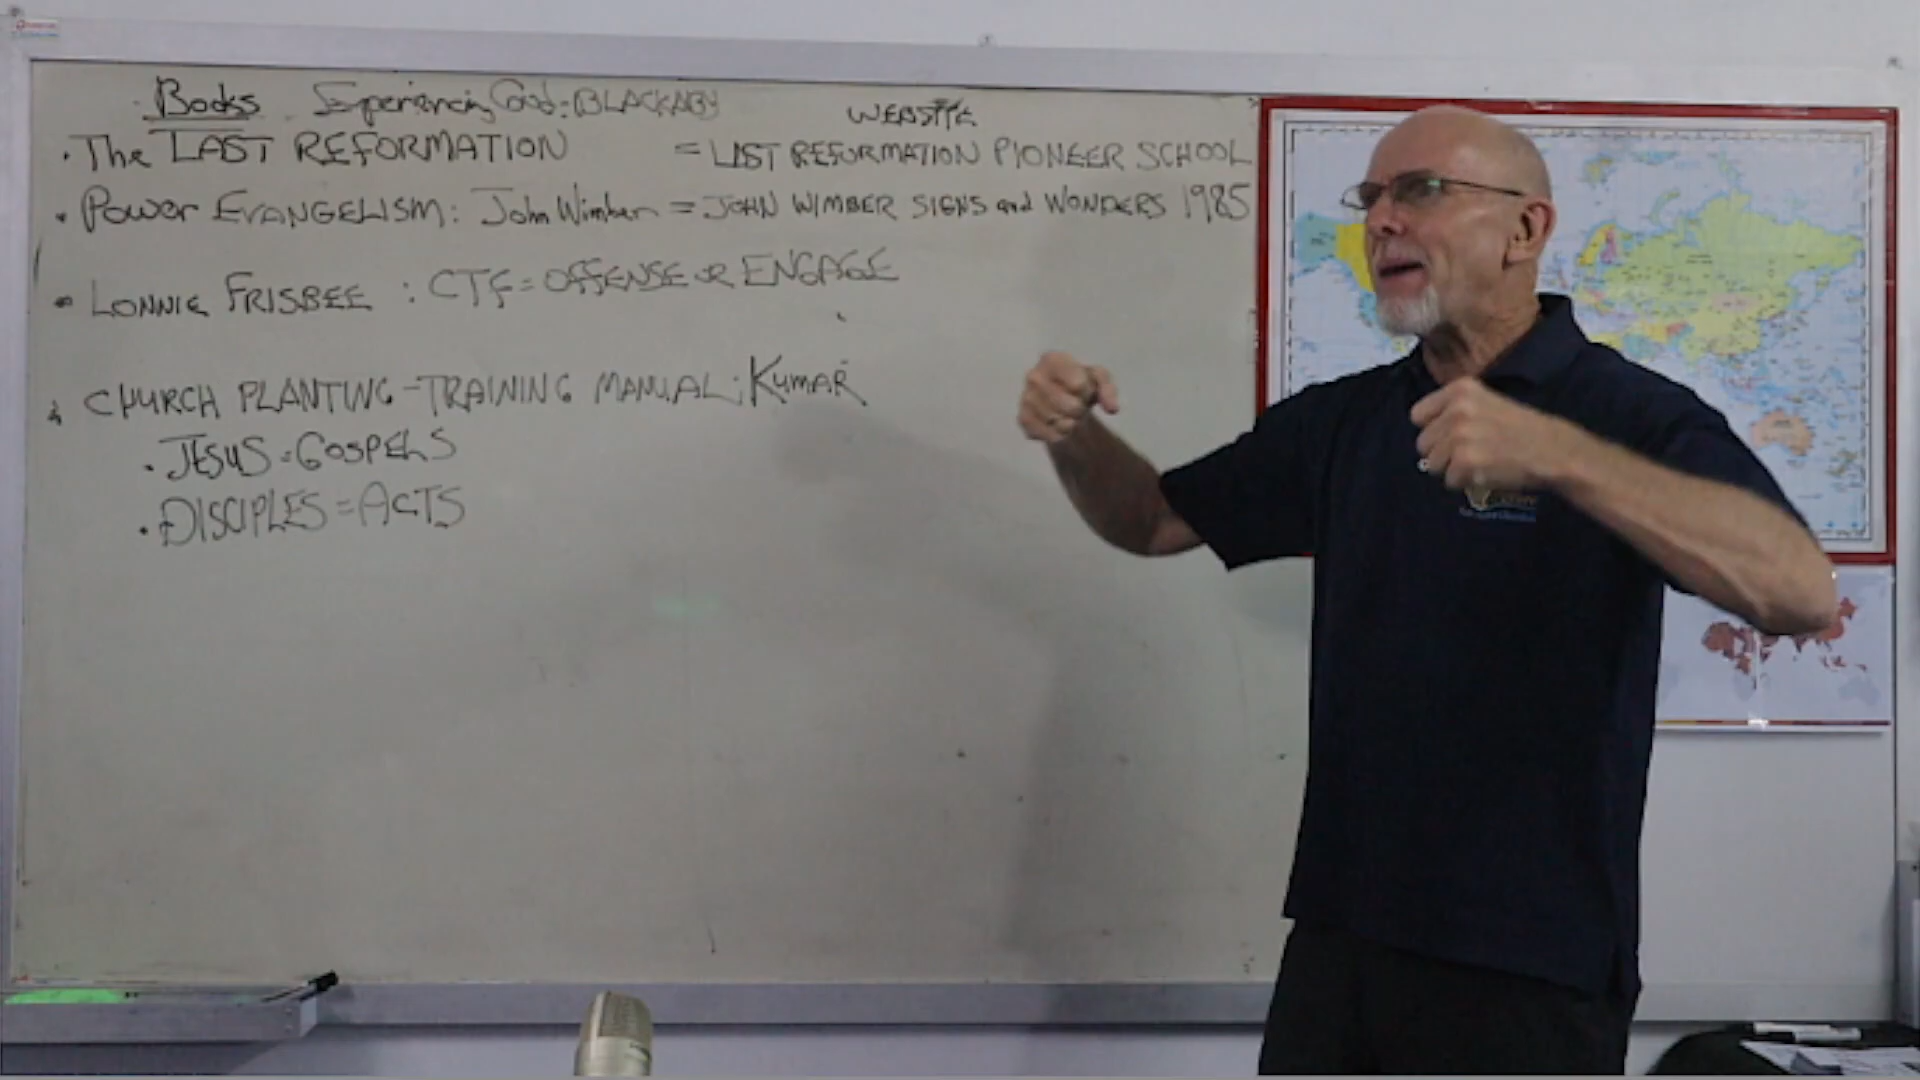 Books Experiencing God: BLACKABY
WEBSITE
• The LAST REFORMATION = LAST REFORMATION PIONEER SCHOOL
• POWER EVANGELISM: John Wimber = JOHN WIMBER SIGNS and WONDERS 1985
• LONNIE FRISBEE : CTF = OFFENSE OR ENGAGE
• CHURCH PLANTING - TRAINING MANUAL: KUMAR
• JESUS = GOSPELS
• DISCIPLES = ACTS